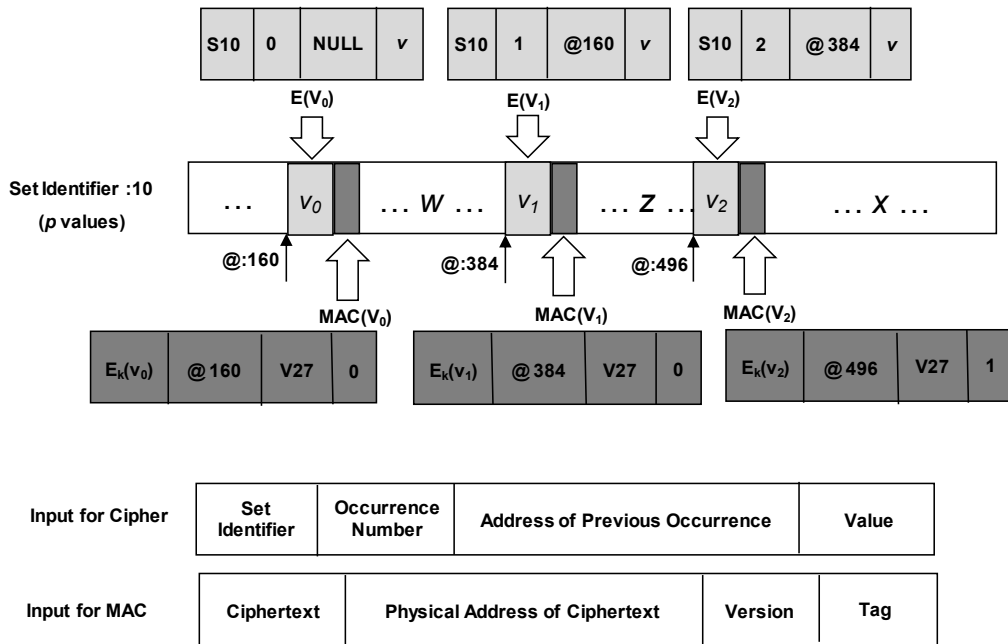 S10 0 NULL v
S10 1 @160 v
S10 2 @384 v
E(V0)
E(V1)
E(V2)
Set Identifier :10
(p values)
... v0 ... W ... v1 ... Z ... v2 ... X ...
@:160
@:384
@:496
MAC(V0)
MAC(V1)
MAC(V2)
Ek(v0) @160 V27 0
Ek(v1) @384 V27 0
Ek(v2) @496 V27 1
Input for Cipher
Set
Identifier
Occurrence
Number
Address of Previous Occurrence
Value
Input for MAC
Ciphertext
Physical Address of Ciphertext
Version
Tag